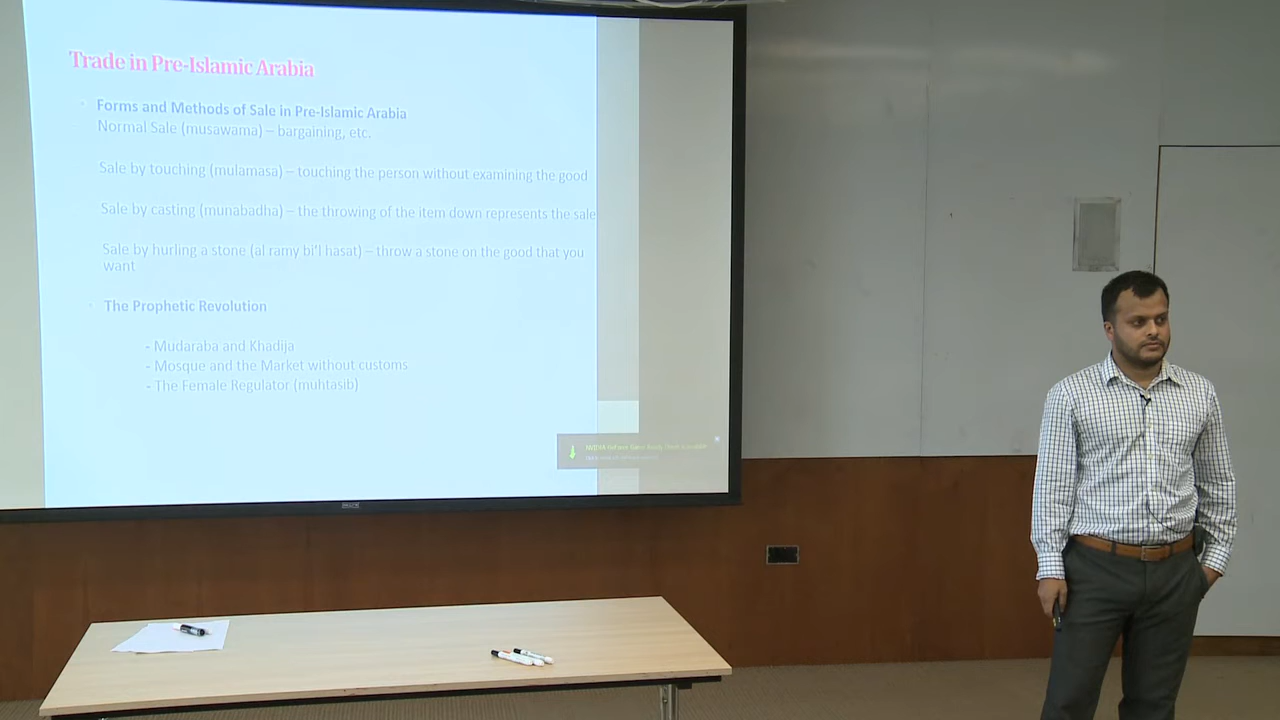 Trade in Pre-Islamic Arabia
Forms and Methods of Sale in Pre-Islamic Arabia
Normal Sale (musawama) – bargaining, etc.
Sale by touching (mulamasa) – touching the person without examining the good
Sale by casting (munabadha) – the throwing of the item down represents the sale
Sale by hurling a stone (al ramy bi'l hasat) – throw a stone on the good that you
want
The Prophetic Revolution
- Mudaraba and Khadija
- Mosque and the Market without customs
- The Female Regulator (muhtasib)